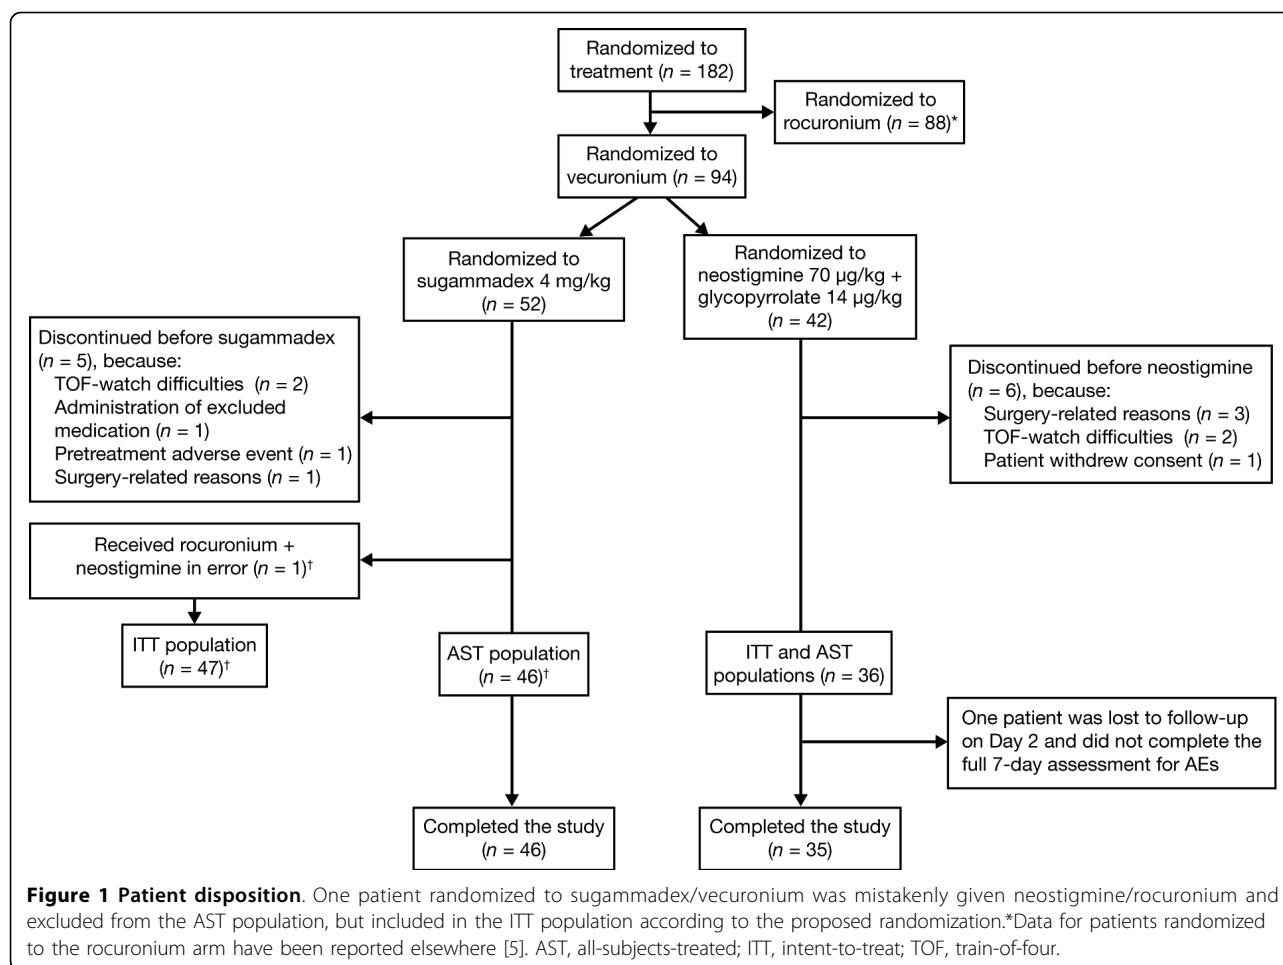 Randomized to
treatment (n = 182)
Randomized to
rocuronium (n = 88)*
Randomized to
vecuronium (n = 94)
Randomized to
sugammadex 4 mg/kg
(n = 52)
Randomized to
neostigmine 70 μg/kg +
glycopyrrolate 14 μg/kg
(n = 42)
Discontinued before sugammadex
(n = 5), because:
TOF-watch difficulties (n = 2)
Administration of excluded
medication (n = 1)
Pretreatment adverse event (n = 1)
Surgery-related reasons (n = 1)
Discontinued before neostigmine
(n = 6), because:
Surgery-related reasons (n = 3)
TOF-watch difficulties (n = 2)
Patient withdrew consent (n = 1)
Received rocuronium +
neostigmine in error (n = 1)†
ITT population
(n = 47)†
AST population
(n = 46)†
ITT and AST
populations (n = 36)
One patient was lost to follow-up
on Day 2 and did not complete the
full 7-day assessment for AEs
Completed the study
(n = 46)
Completed the study
(n = 35)
Figure 1 Patient disposition. One patient randomized to sugammadex/vecuronium was mistakenly given neostigmine/rocuronium and
excluded from the AST population, but included in the ITT population according to the proposed randomization.*Data for patients randomized
to the rocuronium arm have been reported elsewhere [5]. AST, all-subjects-treated; ITT, intent-to-treat; TOF, train-of-four.